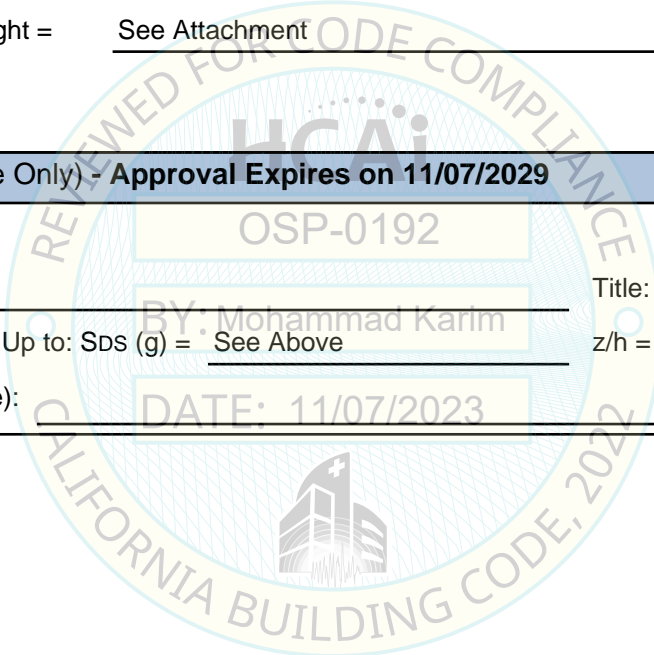 ght = See Attachment
REVIEWED FOR CODE COMPLIANCE
HCAi
e Only) - Approval Expires on 11/07/2029
OSP-0192
Title:
BY: Mohammad Karim
Up to: SDS (g) = See Above z/h =
e):
DATE: 11/07/2023
CALIFORNIA BUILDING CODE, 2022